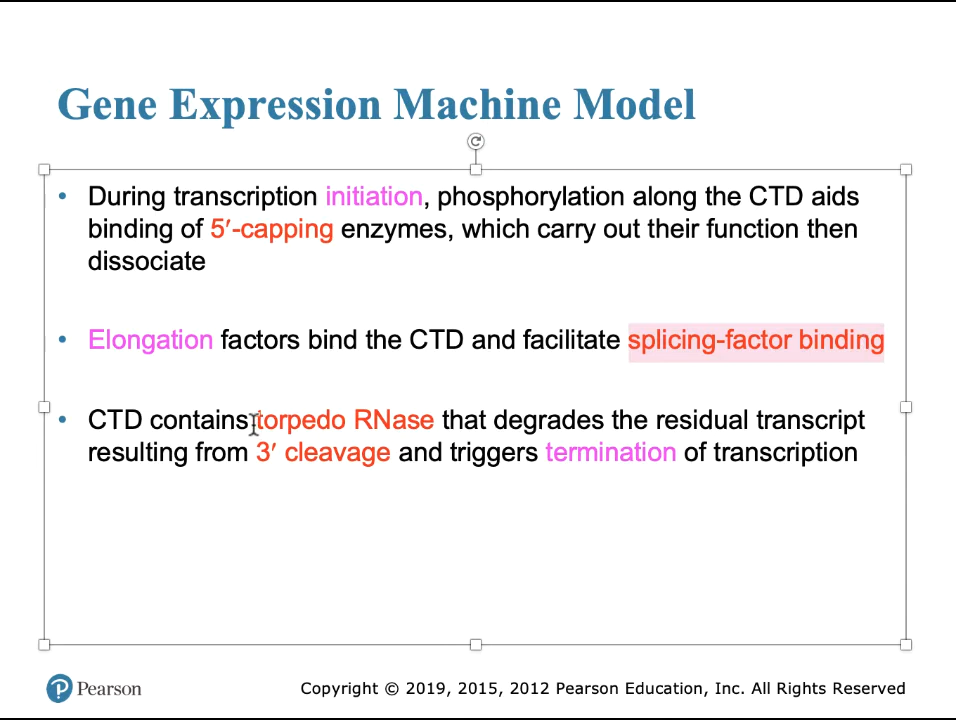 Gene Expression Machine Model
• During transcription initiation, phosphorylation along the CTD aids
binding of 5′-capping enzymes, which carry out their function then
dissociate
• Elongation factors bind the CTD and facilitate splicing-factor binding
• CTD contains torpedo RNase that degrades the residual transcript
resulting from 3′ cleavage and triggers termination of transcription
Pearson
Copyright © 2019, 2015, 2012 Pearson Education, Inc. All Rights Reserved